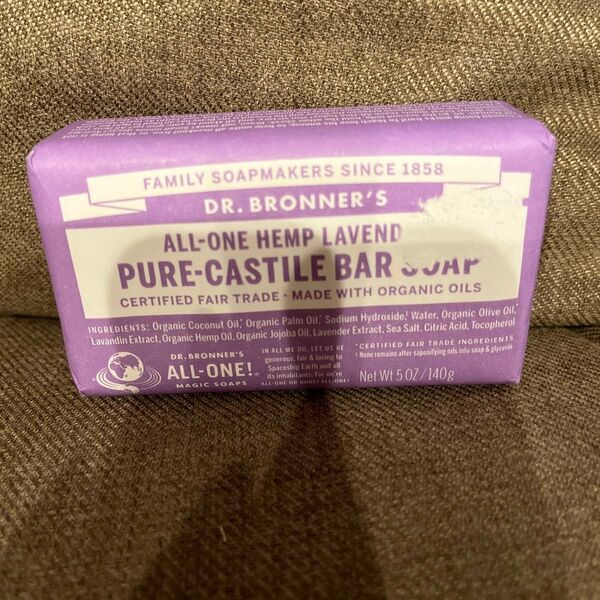 FAMILY SOAPMAKERS SINCE 1858
DR. BRONNER'S
ALL-ONE HEMP LAVEND
PURE-CASTILE BAR SOAP
CERTIFIED FAIR TRADE · MADE WITH ORGANIC OILS
INGREDIENTS: Organic Coconut Oil,* Organic Palm Oil,* Sodium Hydroxide,† Water, Organic Olive Oil,*
Lavandin Extract, Organic Hemp Oil, Organic Jojoba Oil, Lavender Extract, Sea Salt, Citric Acid, Tocopherol
DR. BRONNER'S
ALL-ONE!
MAGIC SOAPS
IN ALL WE DO, LET US BE
generous, fair & loving to
Spaceship Earth and all
its inhabitants. For we're
ALL-ONE OR NONE! ALL-ONE!
*CERTIFIED FAIR TRADE INGREDIENTS
† None remains after saponifying oils into soap & glycerin
Net Wt 5 OZ/140g